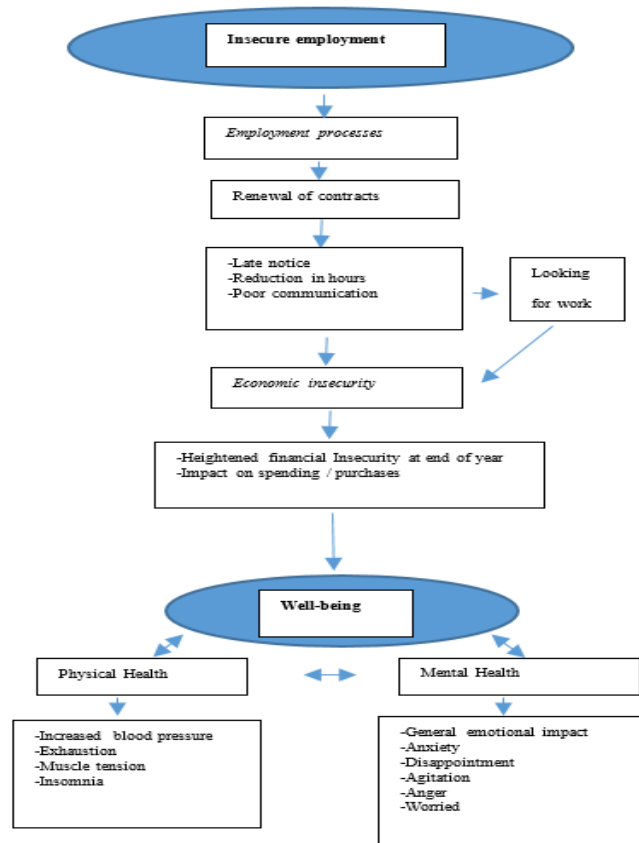 Insecure employment
Employment processes
Renewal of contracts
-Late notice
-Reduction in hours
-Poor communication
Looking
for work
Economic insecurity
-Heightened financial Insecurity at end of year
-Impact on spending / purchases
Well-being
Physical Health
Mental Health
-Increased blood pressure
-Exhaustion
-Muscle tension
-Insomnia
-General emotional impact
-Anxiety
-Disappointment
-Agitation
-Anger
-Worried